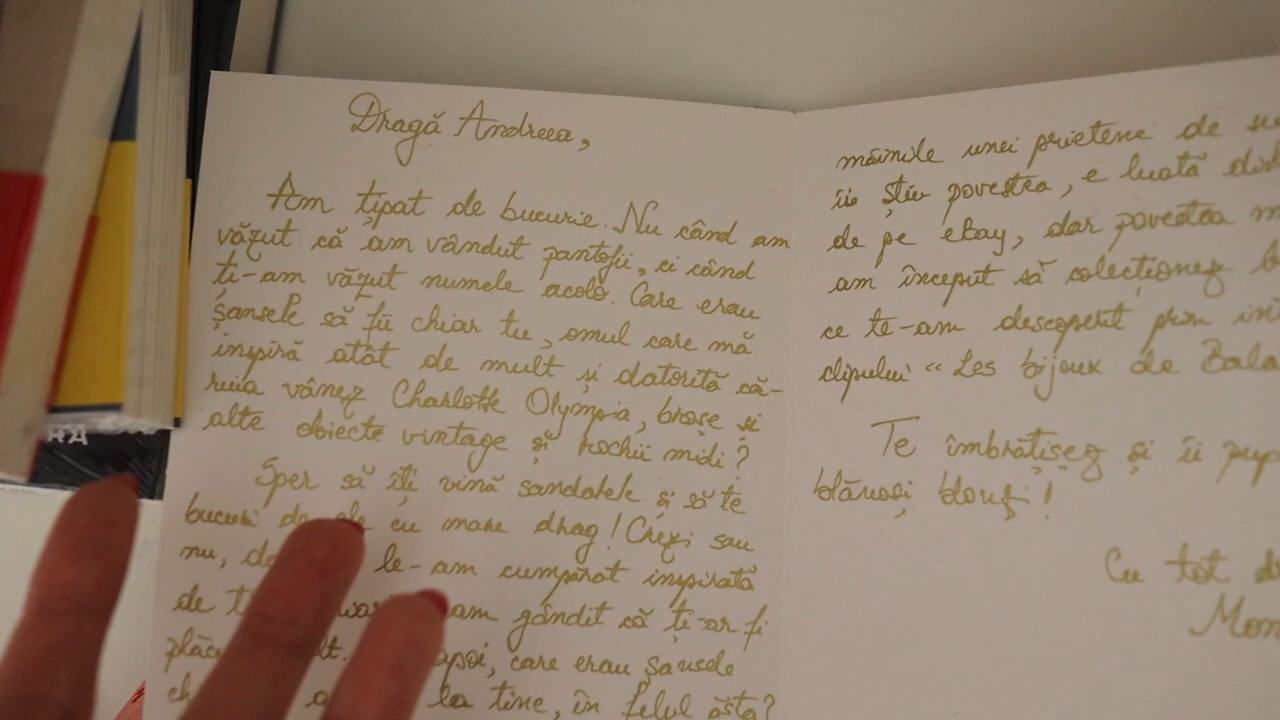 Dragă Andreea,
Am țipat de bucurie. Nu când am
văzut că am vândut pantofii, ci când
ți-am văzut numele acolo. Care erau
șansele să fii chiar tu, omul care mă
inspiră atât de mult și datorită că-
ruia vânez Charlotte Olympia, broșe și
alte obiecte vintage și rochii midi?
Sper să îți vină sandalele și să te
bucuri de ele cu mare drag! Crezi sau
nu, le-am cumpărat inspirată
de am gândit că ți-ar fi
apoi, care erau șansele
la tine, în felul ăsta?
mâinile unei prietene de
îi știu povestea, e luată
de pe ebay, dar povestea
am început să colecționez
ce te-am descoperit prin
clipului “Les bijoux de
Te îmbrățișez și îi
blănoși blonzi!
Cu tot